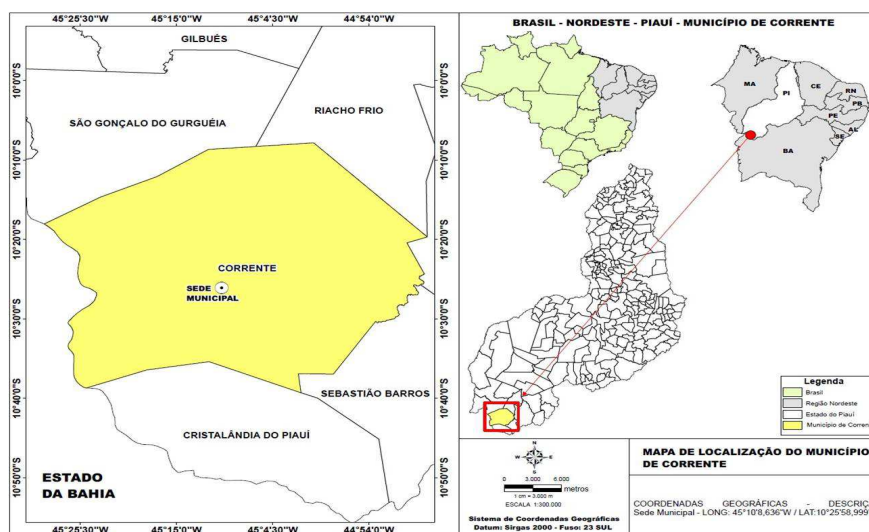 45°25'30"W 45°15'0"W 45°4'30"W 44°54'0"W
GILBUÉS
SÃO GONÇALO DO GURGUÉIA
RIACHO FRIO
CORRENTE
SEDE
MUNICIPAL
SEBASTIÃO BARROS
CRISTALÂNDIA DO PIAUÍ
ESTADO
DA BAHIA
10°0'0"S
10°10'0"S
10°20'0"S
10°30'0"S
10°40'0"S
10°50'0"S
10°0'0"S
10°10'0"S
10°20'0"S
10°30'0"S
10°40'0"S
10°50'0"S
45°25'30"W 45°15'0"W 45°4'30"W 44°54'0"W
BRASIL - NORDESTE - PIAUÍ - MUNICÍPIO DE CORRENTE
MA
PI
CE
RN
PB
PE
AL
SE
BA
Legenda
Brasil
Região Nordeste
Estado do Piauí
Município de Corren
N
W E
S
0 3.000 6.000
metros
1 cm = 3.000 m
ESCALA 1:300.000
Sistema de Coordenadas Geográficas
Datum: Sirgas 2000 - Fuso: 23 SUL
MAPA DE LOCALIZAÇÃO DO MUNICÍPIO
DE CORRENTE
COORDENADAS GEOGRÁFICAS - DESCRIÇ
Sede Municipal - LONG: 45°10'8,636"W / LAT:10°25'58,999